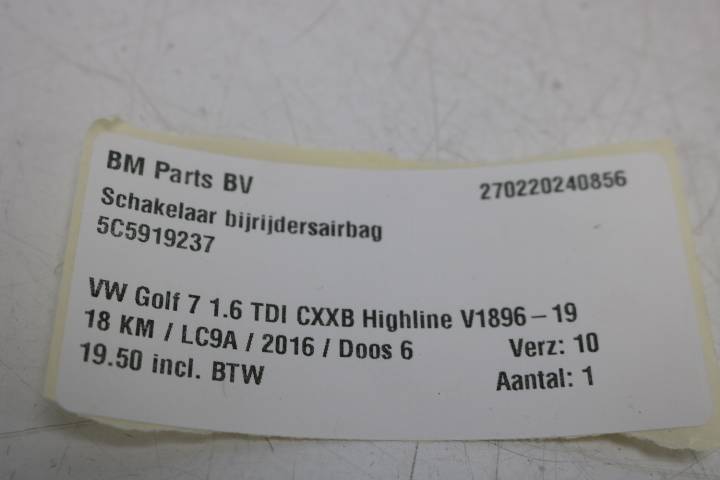 BM Parts BV 270220240856
Schakelaar bijrijdersairbag
5C5919237
VW Golf 7 1.6 TDI CXXB Highline V1896-19
18 KM / LC9A / 2016 / Doos 6 Verz: 10
19.50 incl. BTW Aantal: 1